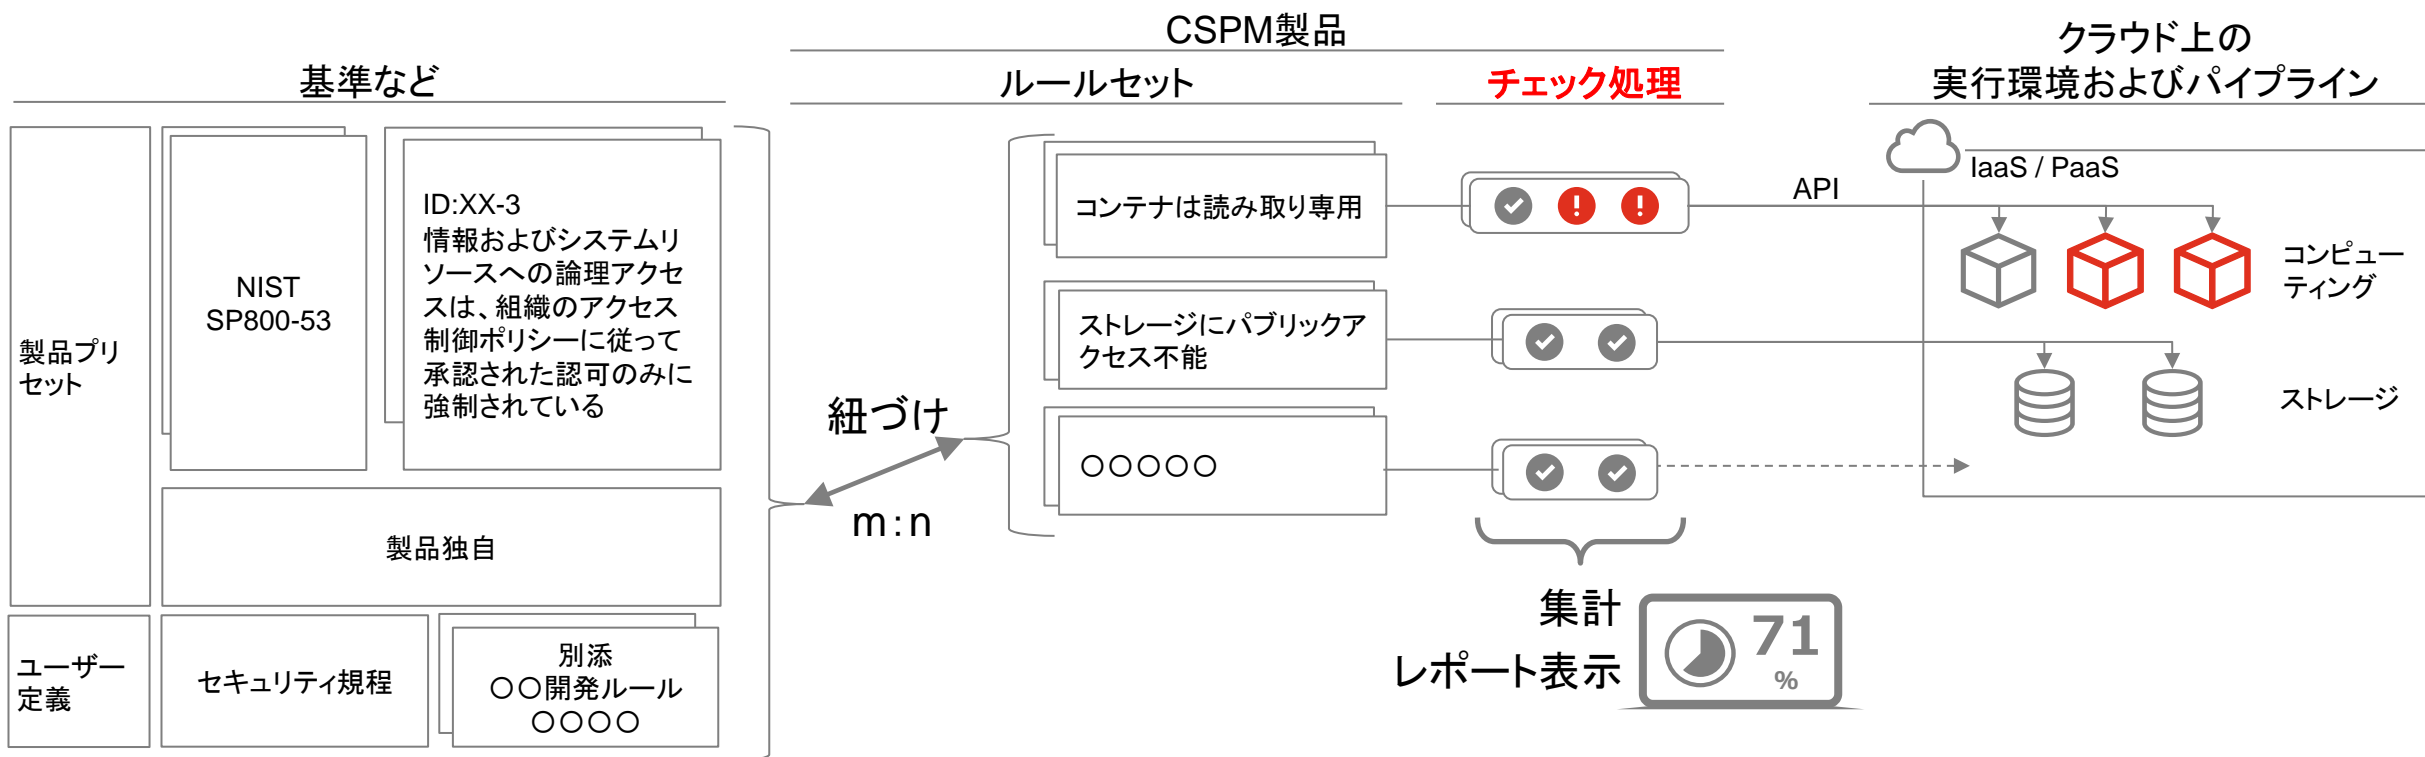 CSPM製品
クラウド上の
実行環境およびパイプライン
基準など
ルールセット
チェック処理
製品プリ
セット
NIST
SP800-53
ID:XX-3
情報およびシステムリ
ソースへの論理アクセ
スは、組織のアクセス
制御ポリシーに従って
承認された認可のみに
強制されている
製品独自
ユーザー
定義
セキュリティ規程
別添
〇〇開発ルール
〇〇〇〇
紐づけ
m:n
コンテナは読み取り専用
ストレージにパブリックア
クセス不能
〇〇〇〇〇
API
IaaS / PaaS
コンピュー
ティング
ストレージ
集計
レポート表示
71
%